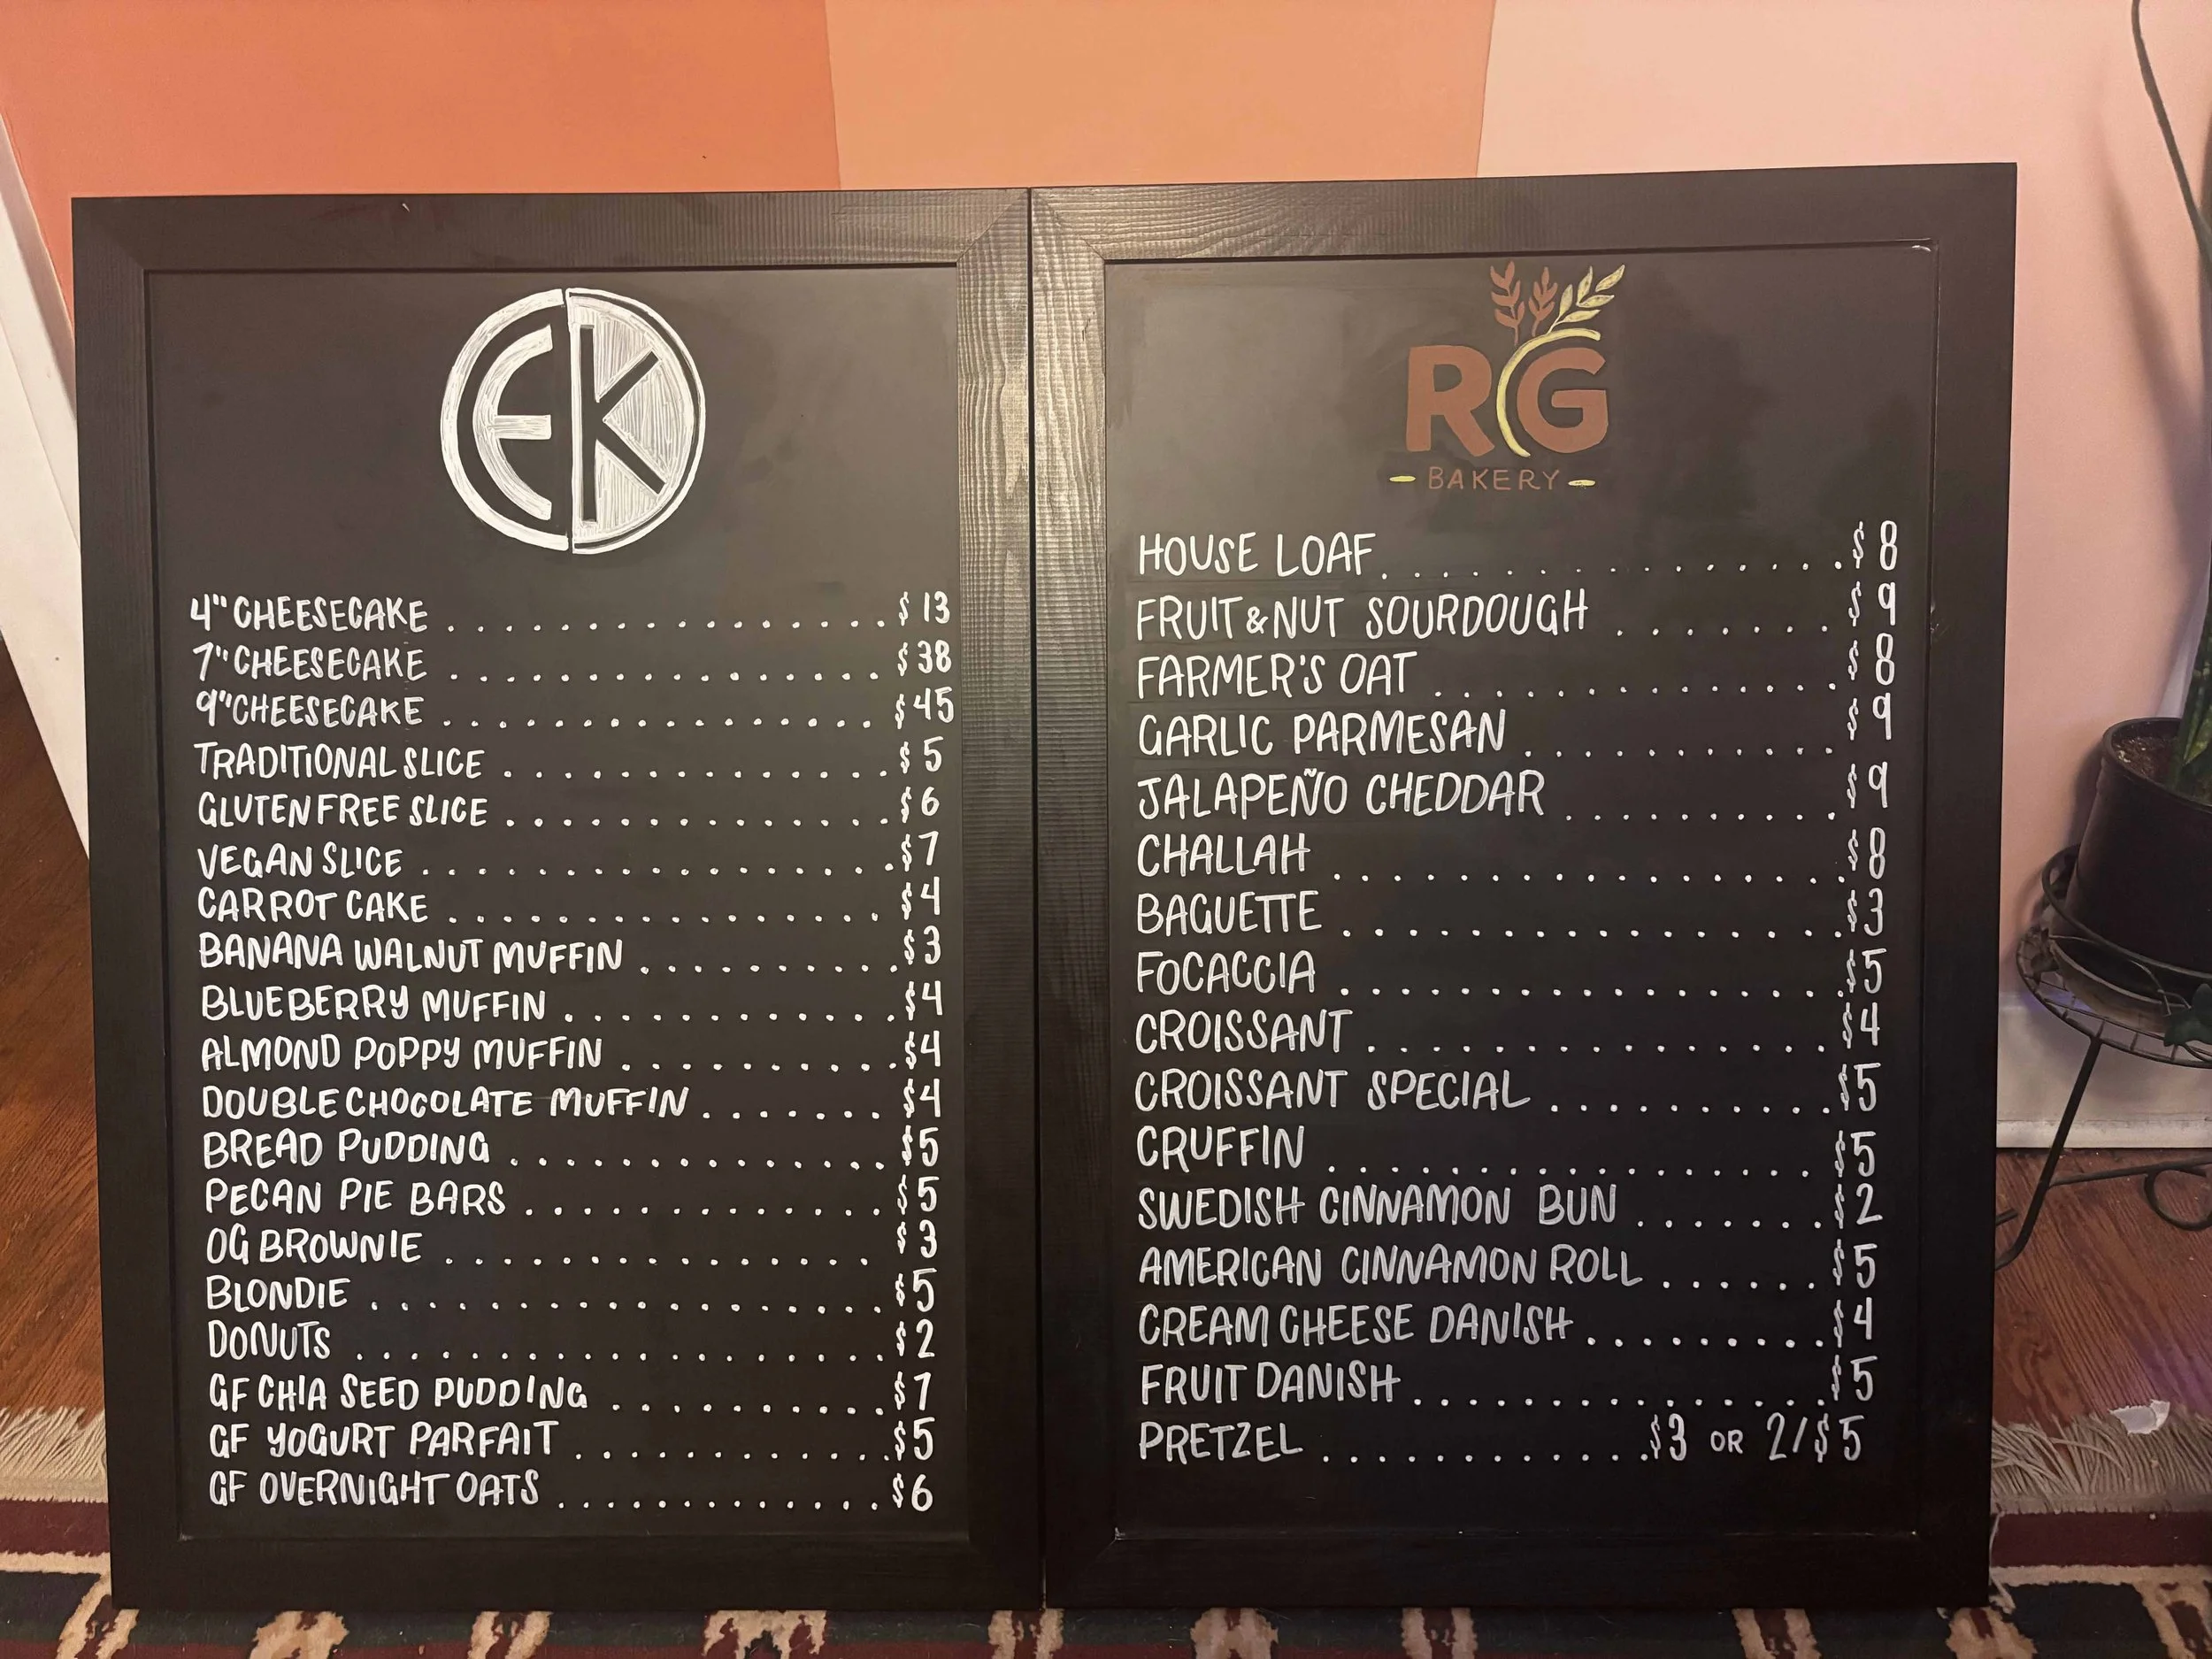 EK
4" CHEESECAKE . . . . . . . . . . . . . . . . $ 13
7" CHEESECAKE . . . . . . . . . . . . . . . . $ 38
9" CHEESECAKE . . . . . . . . . . . . . . . . $ 45
TRADITIONAL SLICE . . . . . . . . . . . . . . $ 5
GLUTEN FREE SLICE . . . . . . . . . . . . . . $ 6
VEGAN SLICE . . . . . . . . . . . . . . . . . $ 7
CARROT CAKE . . . . . . . . . . . . . . . . $ 4
BANANA WALNUT MUFFIN . . . . . . . . . . $ 3
BLUEBERRY MUFFIN . . . . . . . . . . . . $ 4
ALMOND POPPY MUFFIN . . . . . . . . . . $ 4
DOUBLE CHOCOLATE MUFFIN . . . . . . . $ 4
BREAD PUDDING . . . . . . . . . . . . . . $ 5
PECAN PIE BARS . . . . . . . . . . . . . $ 5
OG BROWNIE . . . . . . . . . . . . . . . $ 3
BLONDIE . . . . . . . . . . . . . . . . . . $ 5
DONUTS . . . . . . . . . . . . . . . . . . . $ 2
GF CHIA SEED PUDDING . . . . . . . . . . $ 7
GF YOGURT PARFAIT . . . . . . . . . . . . $ 5
GF OVERNIGHT OATS . . . . . . . . . . . . $ 6
RG
- BAKERY -
HOUSE LOAF . . . . . . . . . . . . . . . . $ 8
FRUIT & NUT SOURDOUGH . . . . . . . $ 9
FARMER'S OAT . . . . . . . . . . . . . . $ 8
GARLIC PARMESAN . . . . . . . . . . . $ 9
JALAPEÑO CHEDDAR . . . . . . . . . . $ 9
CHALLAH . . . . . . . . . . . . . . . . . . $ 8
BAGUETTE . . . . . . . . . . . . . . . . . $ 3
FOCACCIA . . . . . . . . . . . . . . . . . $ 5
CROISSANT . . . . . . . . . . . . . . . . $ 4
CROISSANT SPECIAL . . . . . . . . . . . $ 5
CRUFFIN . . . . . . . . . . . . . . . . . $ 5
SWEDISH CINNAMON BUN . . . . . . . $ 2
AMERICAN CINNAMON ROLL . . . . . . $ 5
CREAM CHEESE DANISH . . . . . . . . . $ 4
FRUIT DANISH . . . . . . . . . . . . . . . $ 5
PRETZEL . . . . . . . . . . . . . $3 OR 2/$5